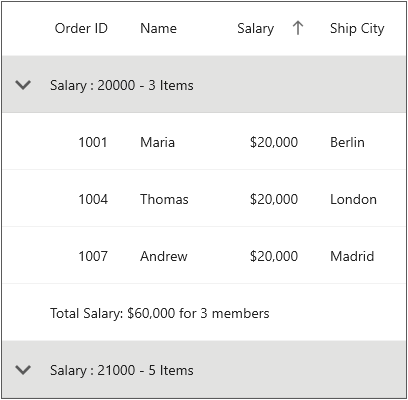 Order ID Name Salary Ship City
Salary : 20000 - 3 Items
1001 Maria $20,000 Berlin
1004 Thomas $20,000 London
1007 Andrew $20,000 Madrid
Total Salary: $60,000 for 3 members
Salary : 21000 - 5 Items